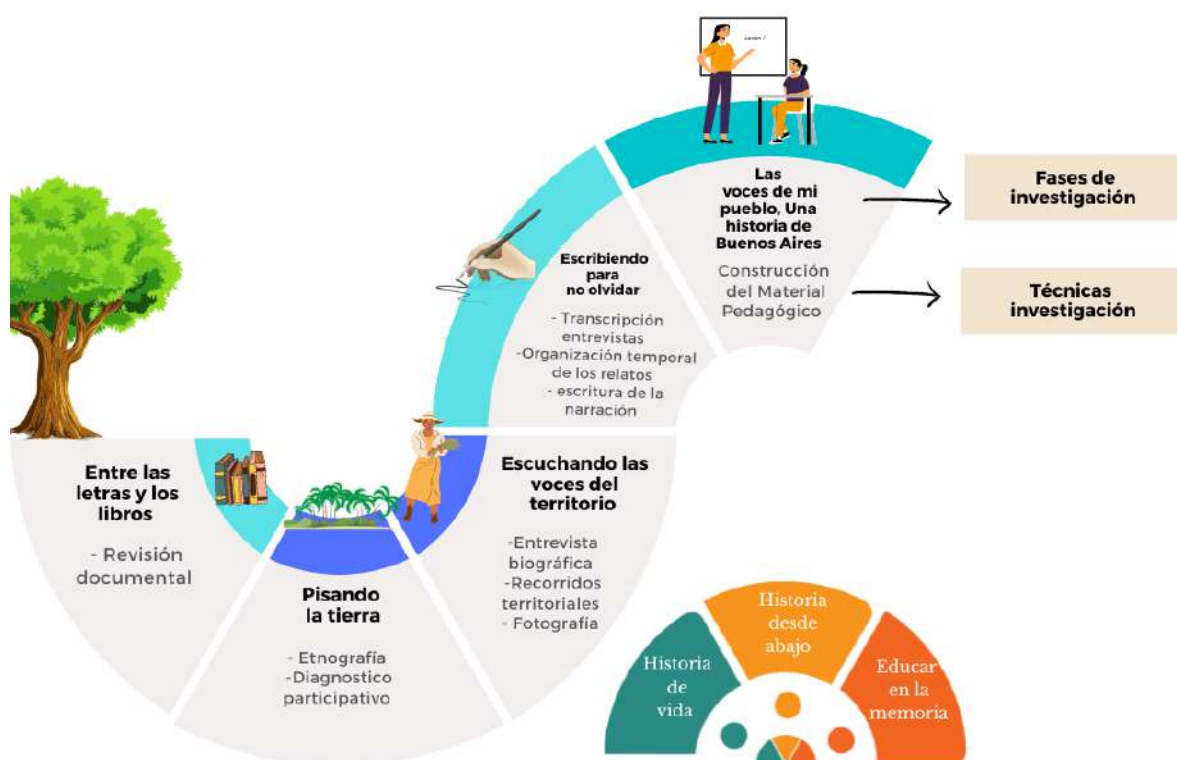 Entre las
letras y los
libros
- Revisión
documental
Pisando
la tierra
- Etnografía
-Diagnostico
participativo
Escuchando las
voces del
territorio
-Entrevista
biográfica
-Recorridos
territoriales
- Fotografía
Escribiendo
para
no olvidar
- Transcripción
entrevistas
-Organización temporal
de los relatos
- escritura de la
narración
Las
voces de mi
pueblo, Una
historia de
Buenos Aires
Construcción
del Material
Pedagógico
Fases de
investigación
Técnicas
investigación
Historia
de
vida
Historia
desde
abajo
Educar
en la
memoria